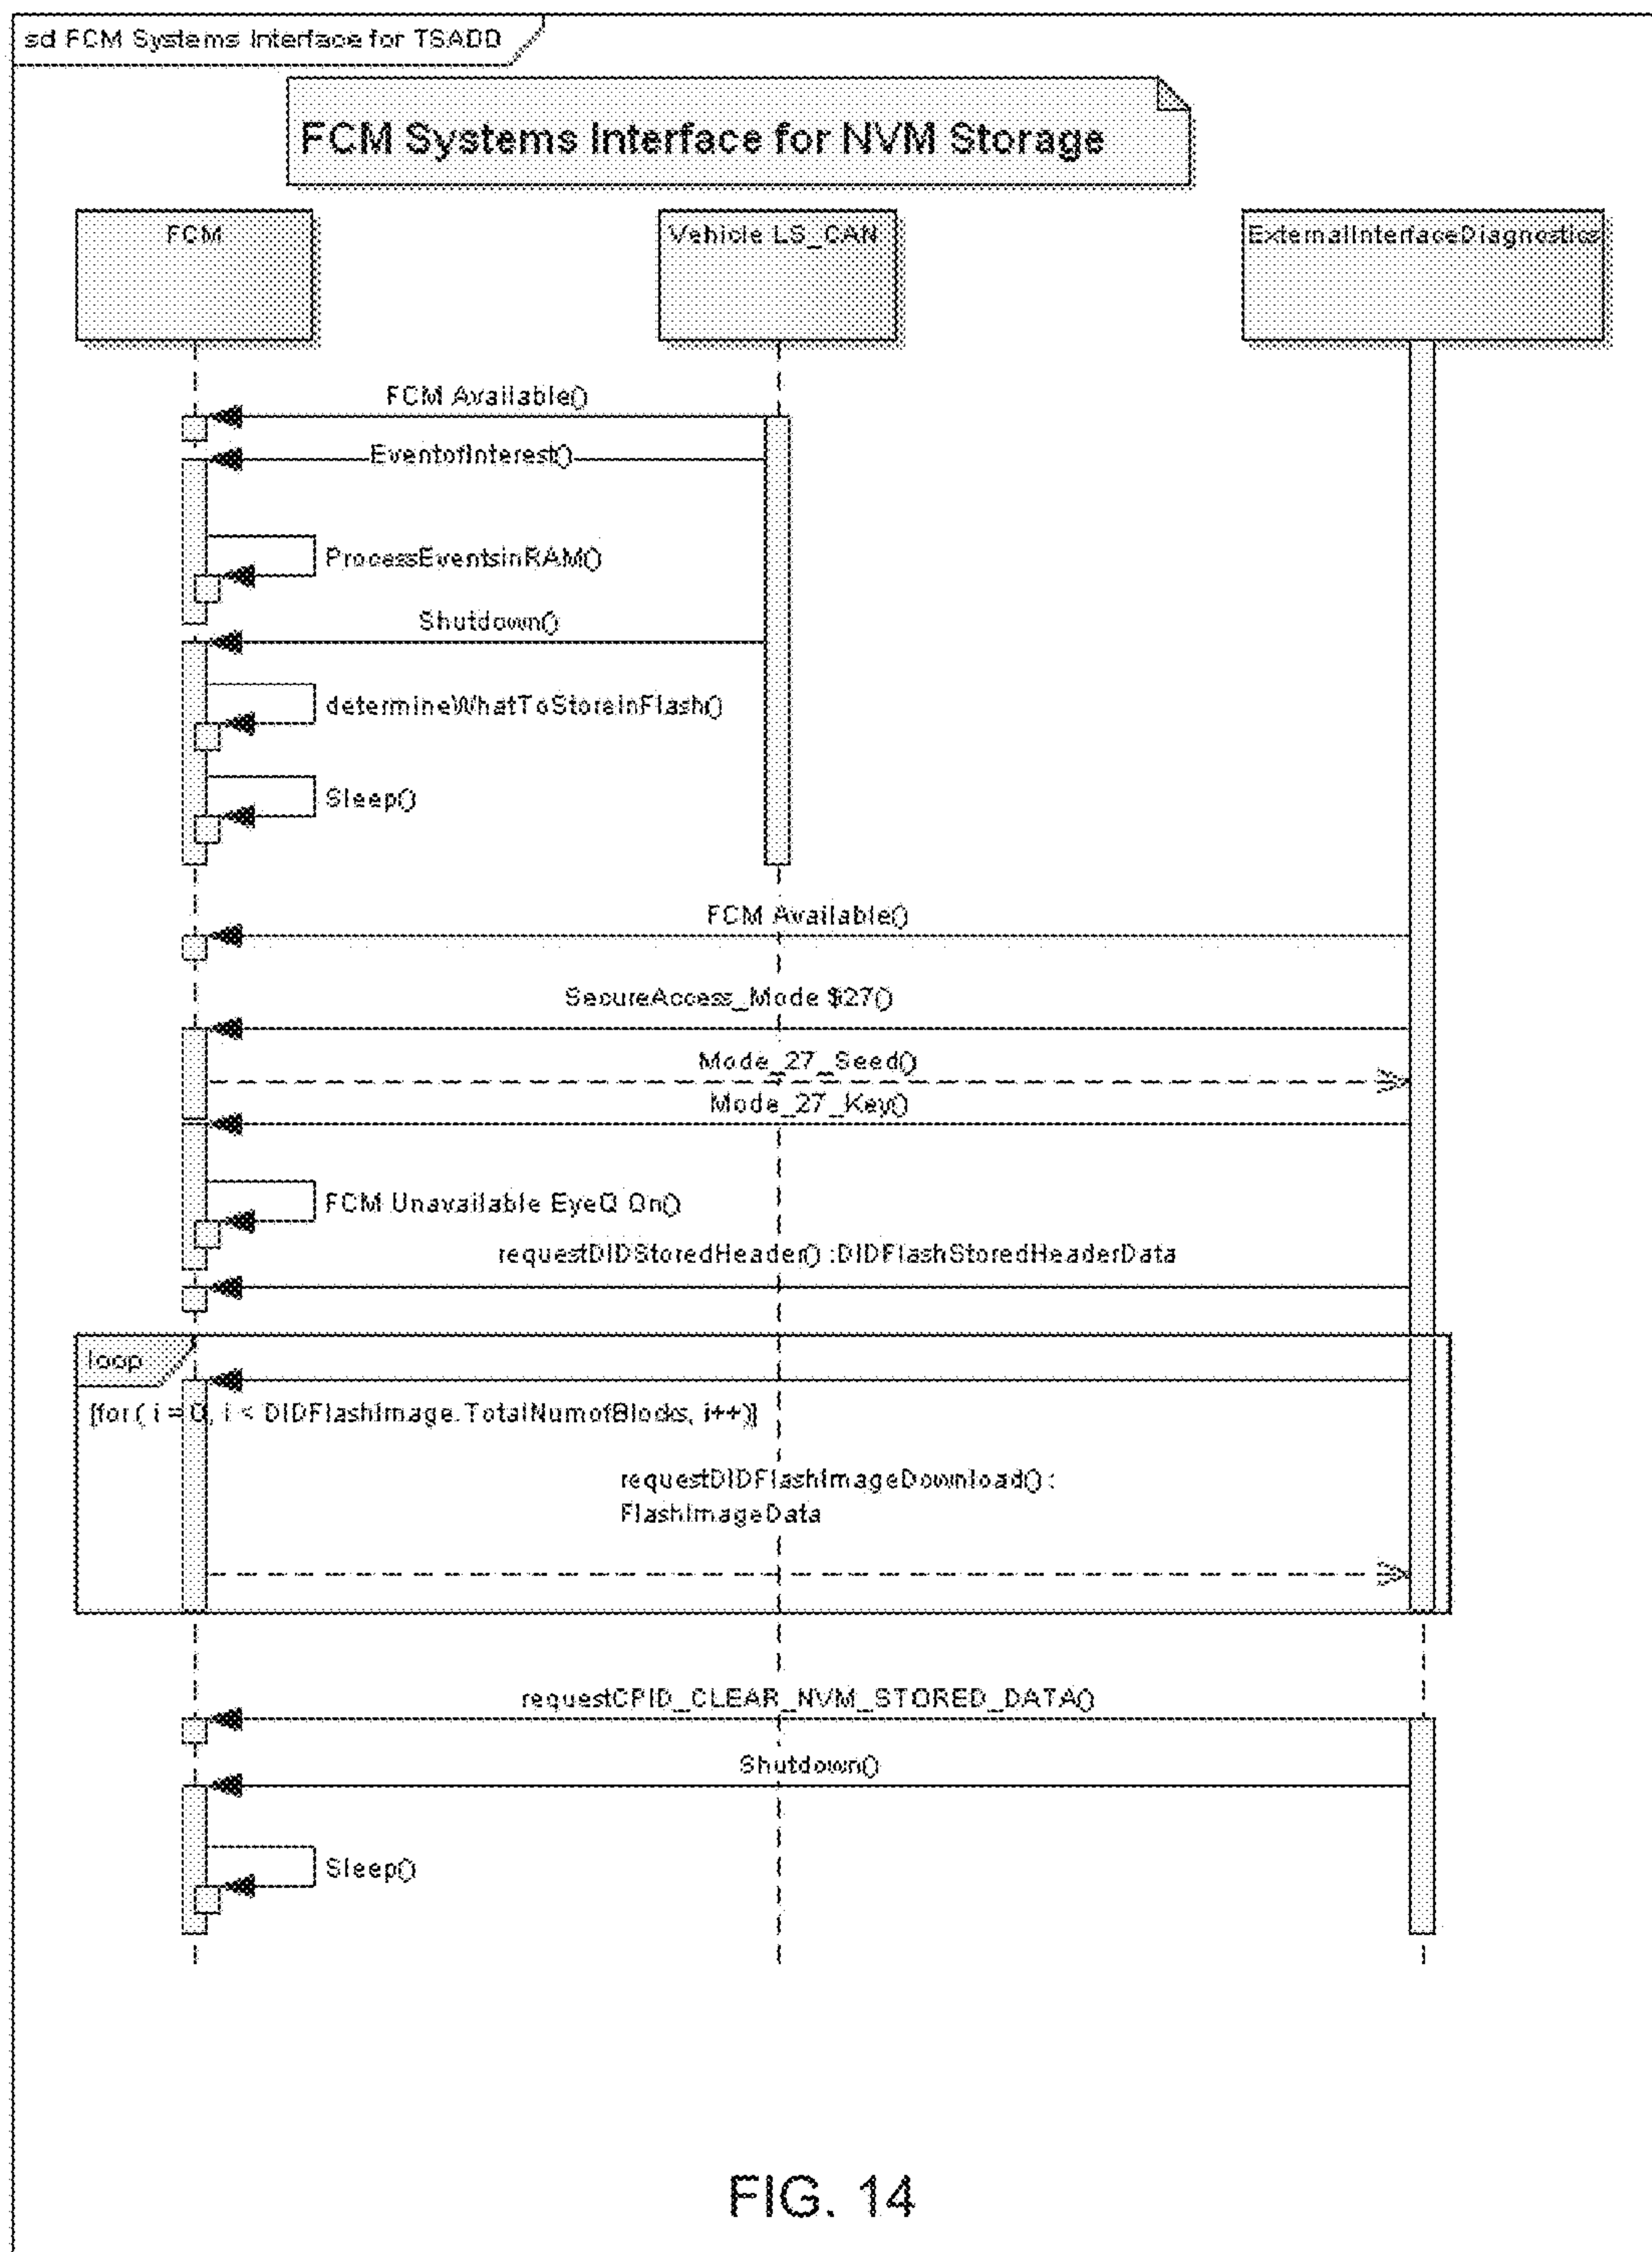 sd FCM Systems Interface for TSADD
FCM Systems Interface for NVM Storage
FCM
Vehicle LS_CAN
ExternalInterfaceDiagnostics
FCM Available()
EventofInterest()
ProcessEventsinRAM()
Shutdown()
determineWhatToStoreInFlash()
Sleep()
FCM Available()
SecureAccess_Mode $27()
Mode_27_Seed()
Mode_27_Key()
FCM Unavailable EyeQ On()
requestDIDStoredHeader() :DIDFlashStoredHeaderData
loop
[for( i = 0, i < DIDFlashImage.TotalNumofBlocks, i++)]
requestDIDFlashImageDownload() :
FlashImageData
requestCPID_CLEAR_NVM_STORED_DATA()
Shutdown()
Sleep()
FIG. 14